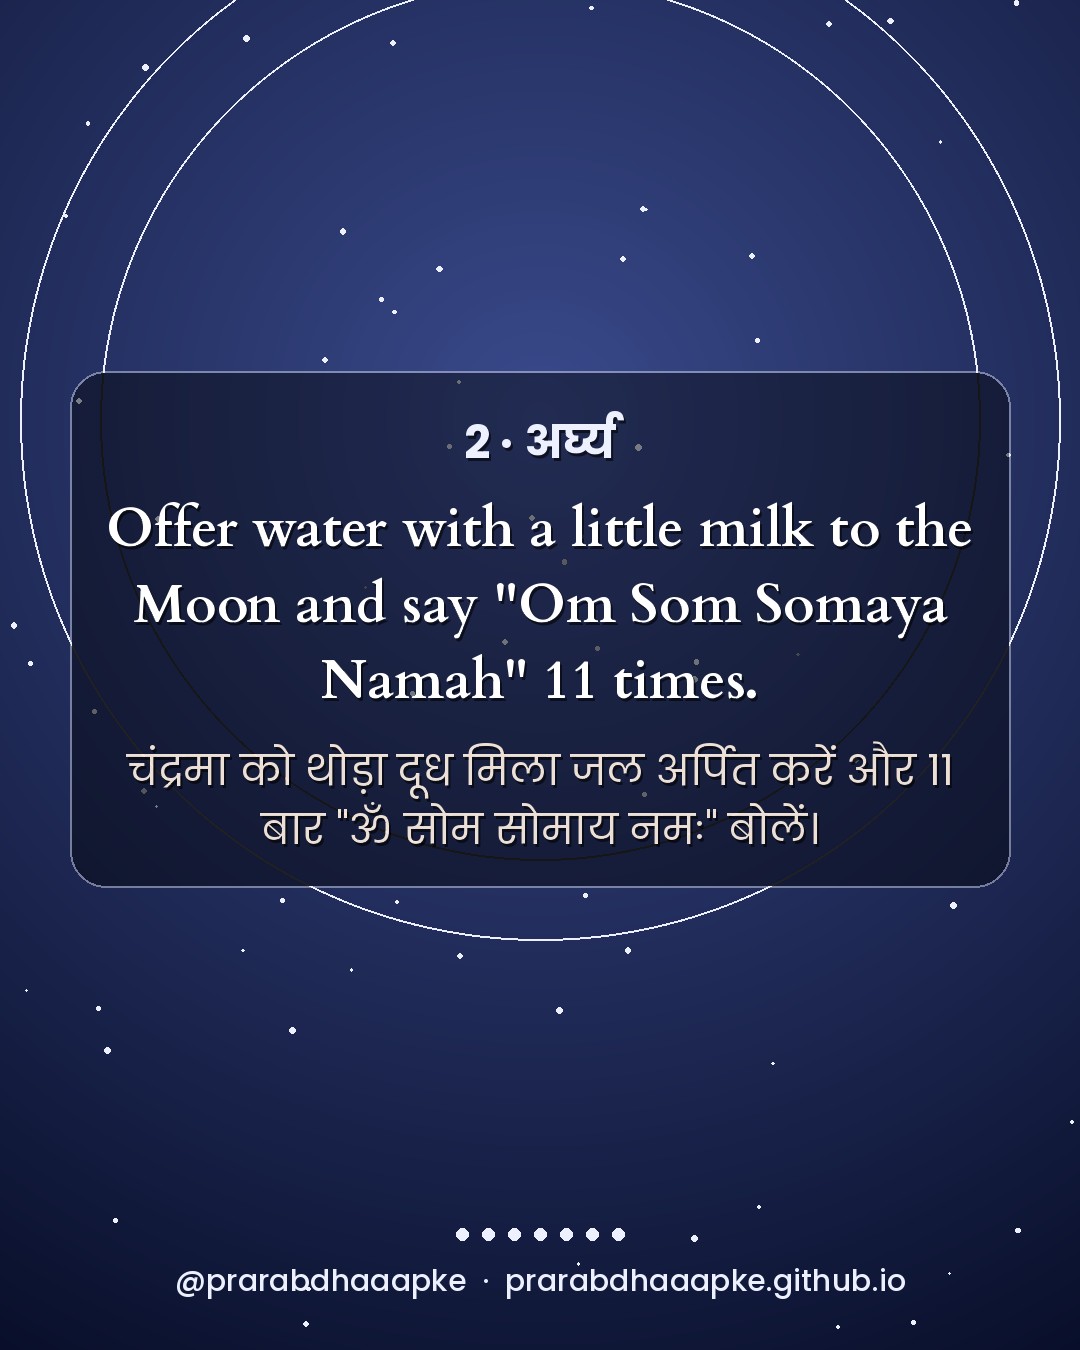 2 · अर्घ्य
Offer water with a little milk to the
Moon and say "Om Som Somaya
Namah" 11 times.
चंद्रमा को थोड़ा दूध मिला जल अर्पित करें और 11
बार "ॐ सोम सोमाय नमः" बोलें।
@prarabdhaaapke · prarabdhaaapke.github.io